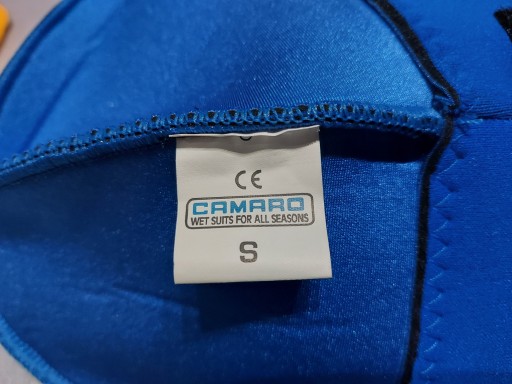 CE
CAMARO
WET SUITS FOR ALL SEASONS
S